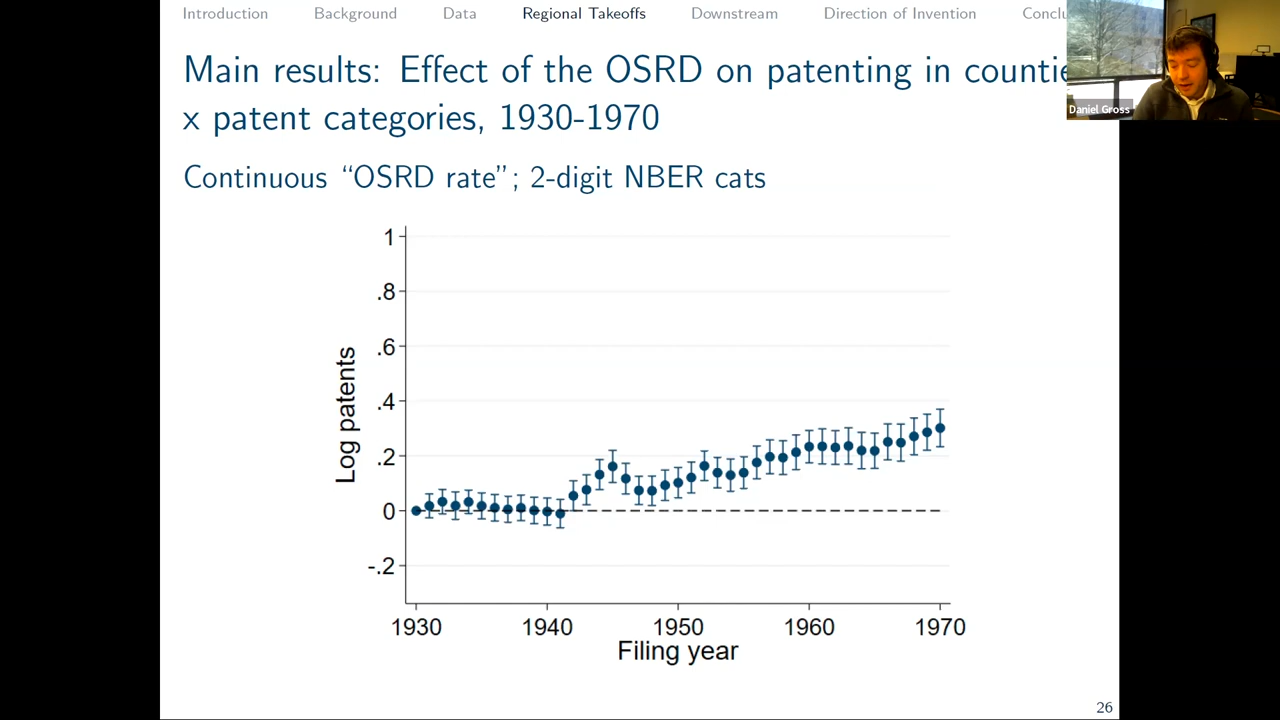 Introduction Background Data Regional Takeoffs Downstream Direction of Invention
Main results: Effect of the OSRD on patenting in
x patent categories, 1930-1970
Continuous “OSRD rate”; 2-digit NBER cats
Daniel Gross
1
.8
.6
.4
.2
0
-.2
Log patents
1930 1940 1950 1960 1970
Filing year
26